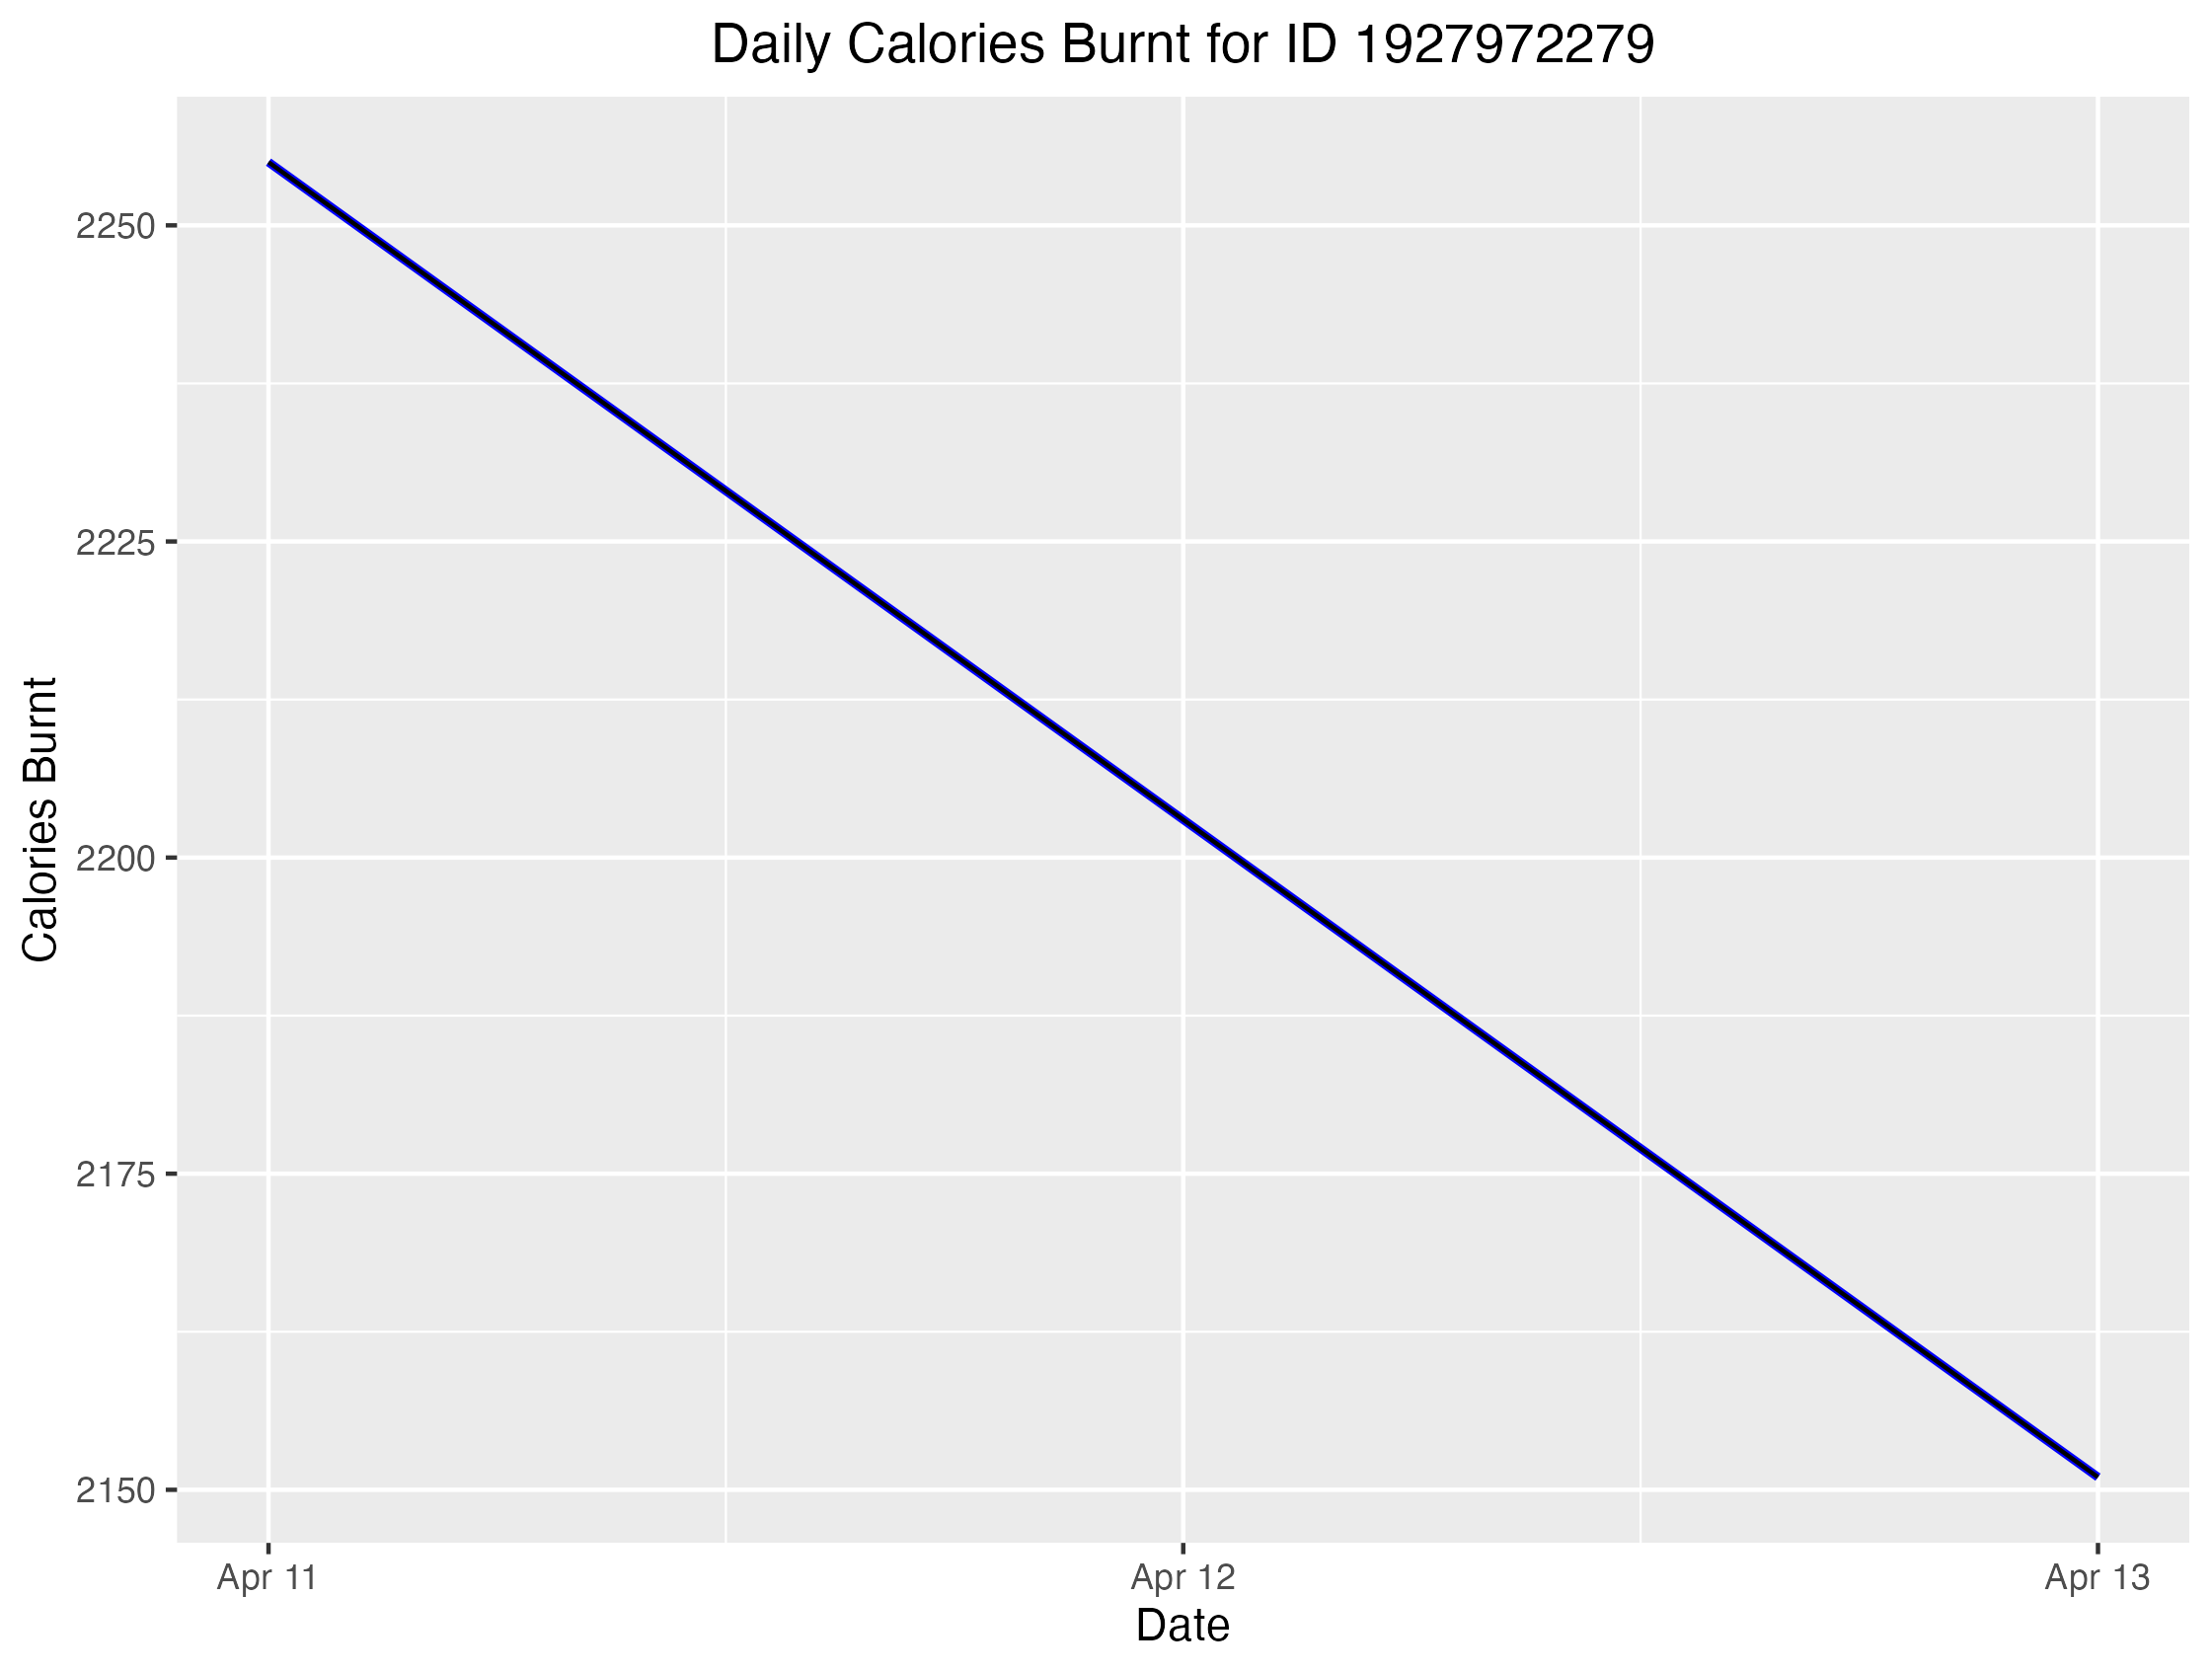 Daily Calories Burnt for ID 1927972279
Calories Burnt
2250
2225
2200
2175
2150
Apr 11
Apr 12
Apr 13
Date